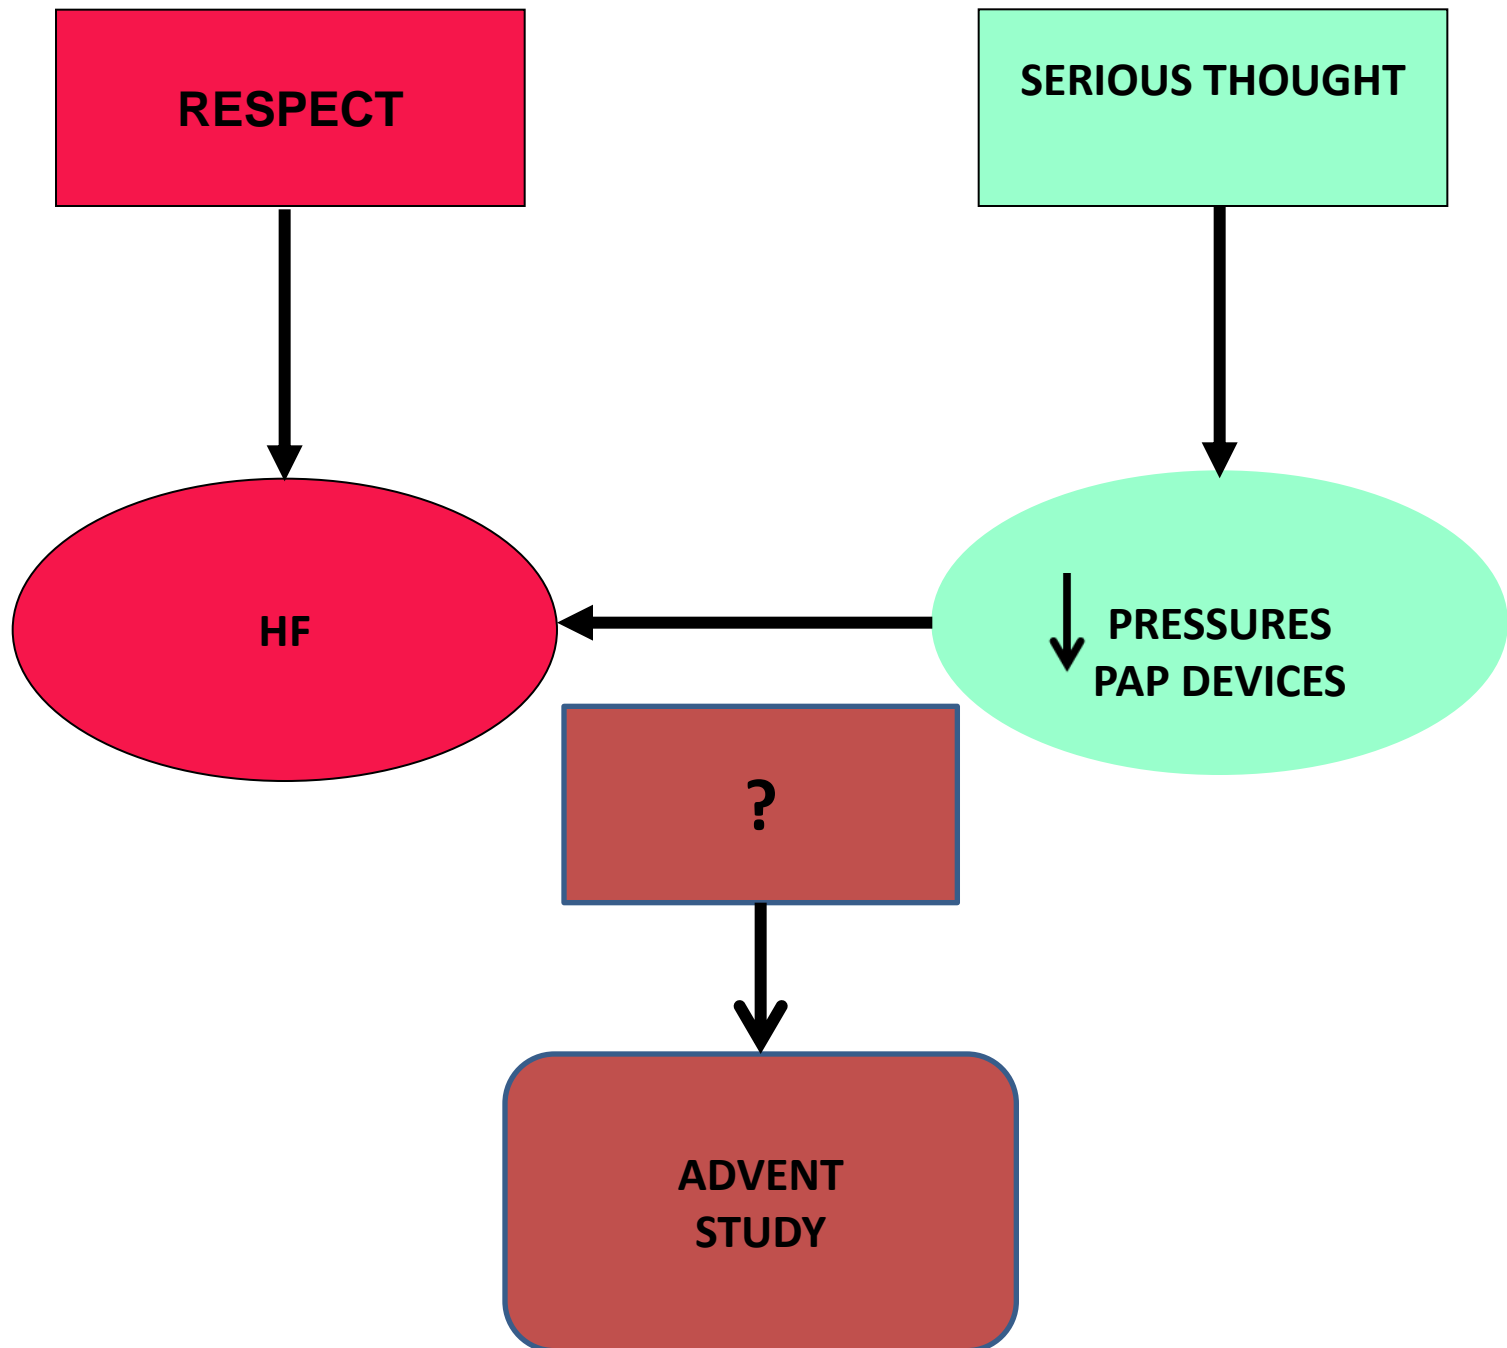 RESPECT
SERIOUS THOUGHT
HF
PRESSURES
PAP DEVICES
?
ADVENT
STUDY